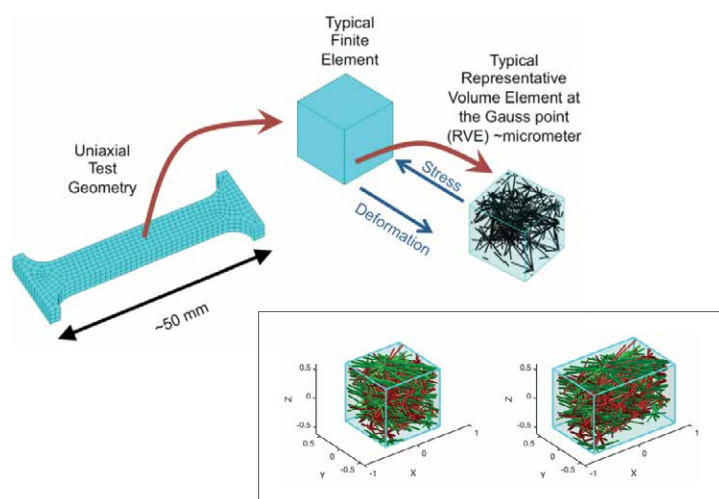 Typical
Finite
Element
Typical
Representative
Volume Element at
the Gauss point
(RVE) ~micrometer
Uniaxial
Test
Geometry
Stress
Deformation
~50 mm
0.5
0
-0.5
Z
0.5
0
-0.5
Y
-1
0
1
X
0.5
0
-0.5
Z
0.5
0
-0.5
Y
-1
0
1
X